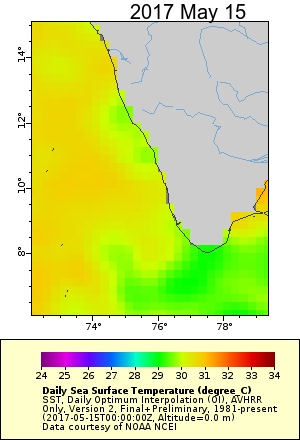 2017 May 15
14°
12°
10°
8°
74° 76° 78°
24 25 26 27 28 29 30 31 32 33 34
Daily Sea Surface Temperature (degree_C)
SST, Daily Optimum Interpolation (OI), AVHRR
Only, Version 2, Final+Preliminary, 1981-present
(2017-05-15T00:00:00Z, Altitude=0.0 m)
Data courtesy of NOAA NCEI